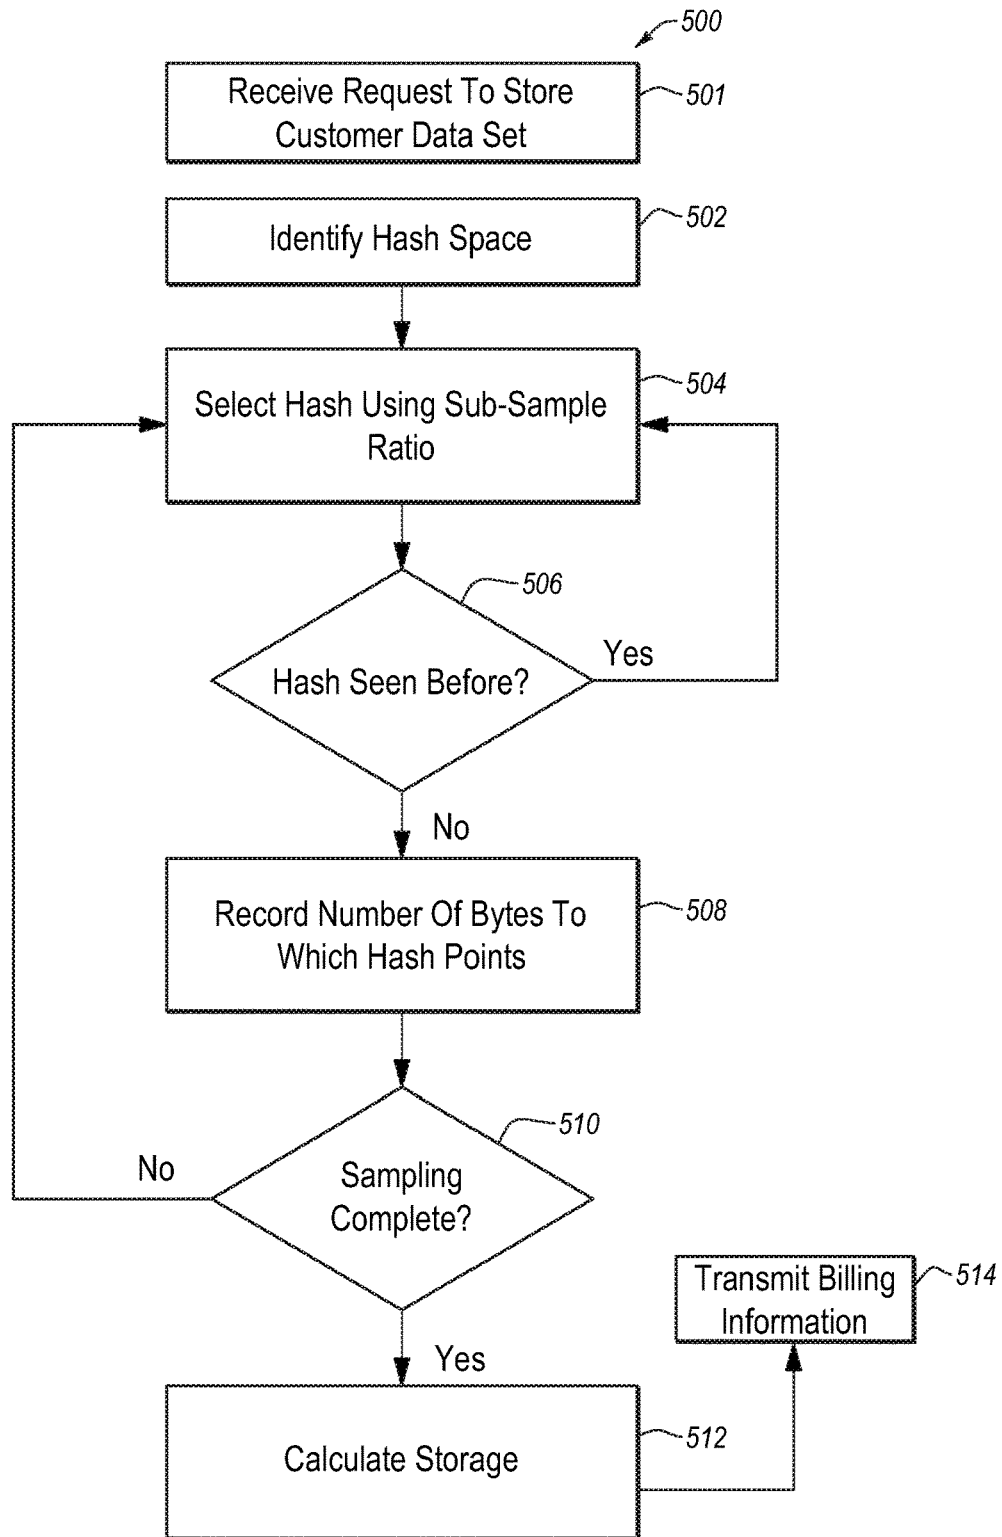 500
Receive Request To Store
Customer Data Set
501
Identify Hash Space
502
Select Hash Using Sub-Sample
Ratio
504
Hash Seen Before?
506
Yes
No
Record Number Of Bytes To
Which Hash Points
508
Sampling
Complete?
510
No
Yes
Transmit Billing
Information
514
Calculate Storage
512